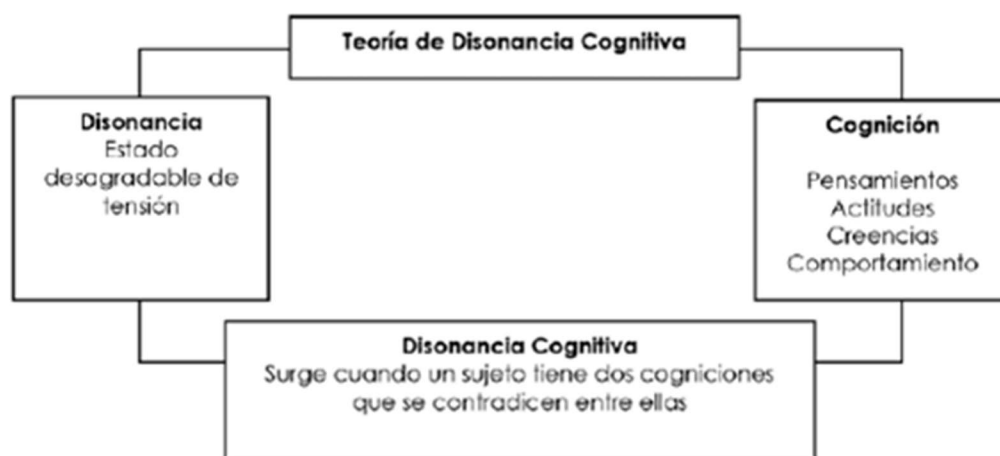 Teoría de Disonancia Cognitiva
Disonancia
Estado
desagradable de
tensión
Cognición
Pensamientos
Actitudes
Creencias
Comportamiento
Disonancia Cognitiva
Surge cuando un sujeto tiene dos cogniciones
que se contradicen entre ellas